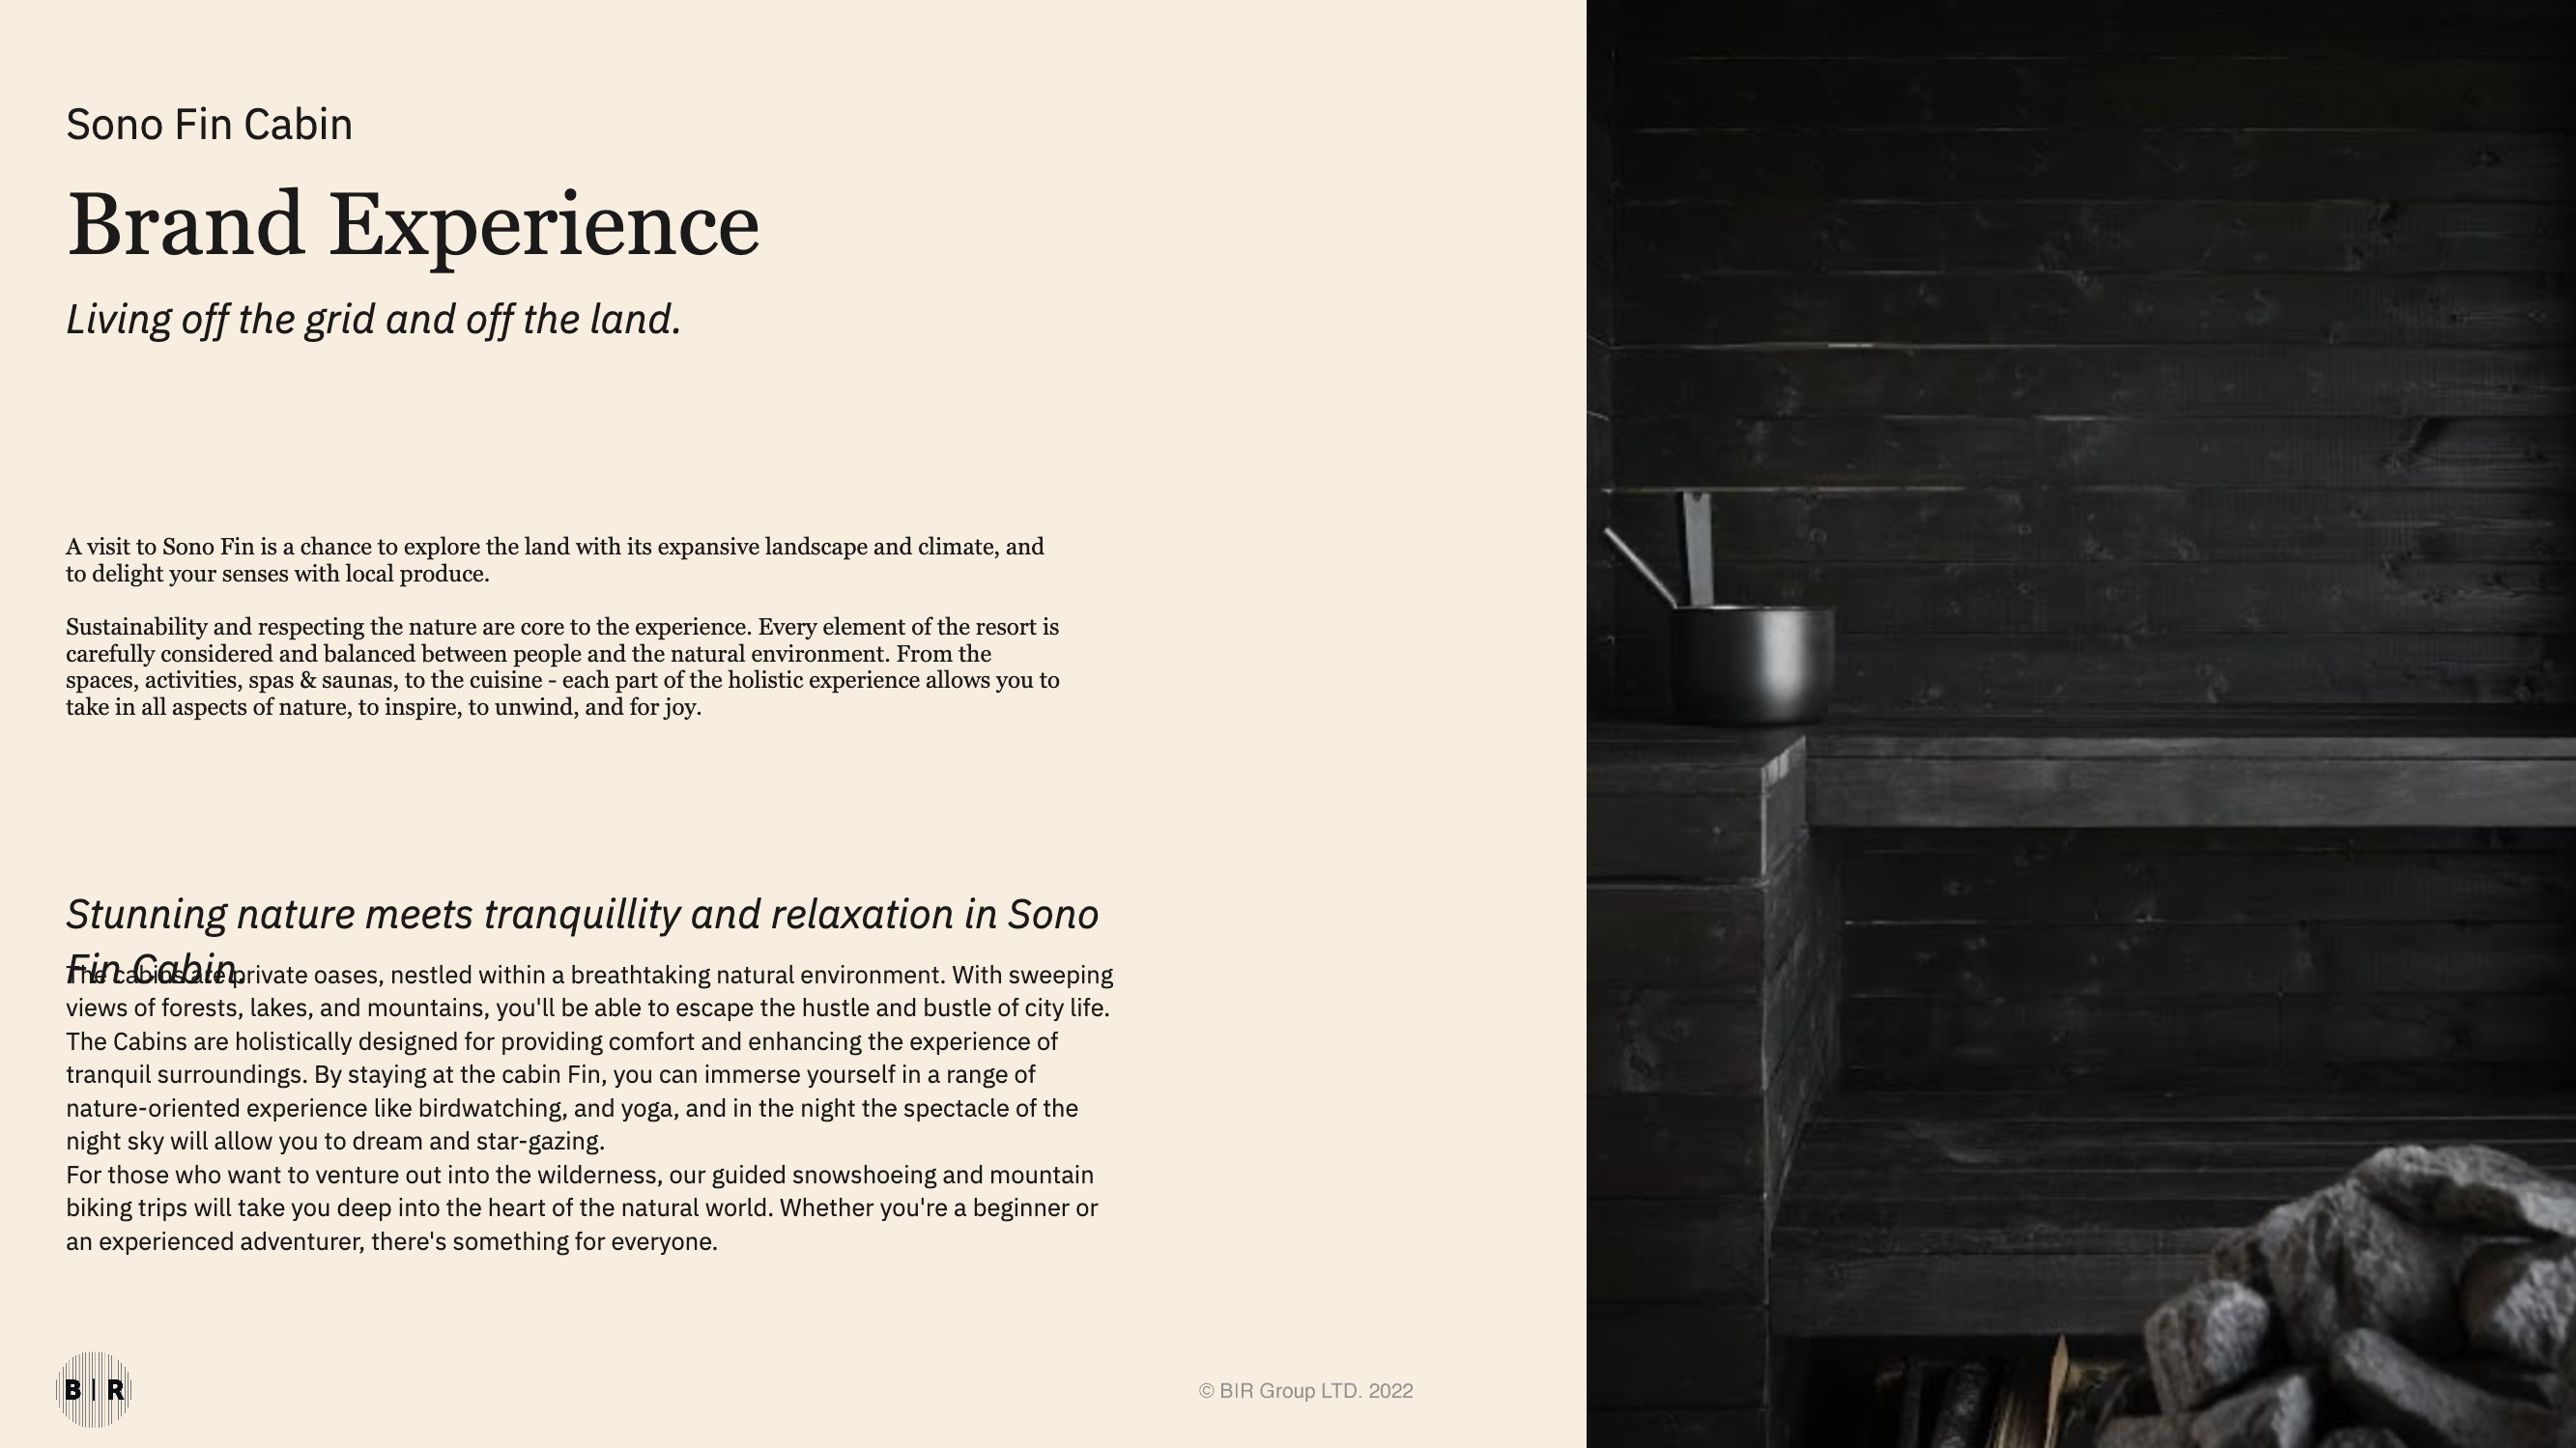 Sono Fin Cabin
Brand Experience
Living off the grid and off the land.
A visit to Sono Fin is a chance to explore the land with its expansive landscape and climate, and
to delight your senses with local produce.
Sustainability and respecting the nature are core to the experience. Every element of the resort is
carefully considered and balanced between people and the natural environment. From the
spaces, activities, spas & saunas, to the cuisine - each part of the holistic experience allows you to
take in all aspects of nature, to inspire, to unwind, and for joy.
Stunning nature meets tranquillity and relaxation in Sono
Fin Cabin.
The cabins are private oases, nestled within a breathtaking natural environment. With sweeping
views of forests, lakes, and mountains, you'll be able to escape the hustle and bustle of city life.
The Cabins are holistically designed for providing comfort and enhancing the experience of
tranquil surroundings. By staying at the cabin Fin, you can immerse yourself in a range of
nature-oriented experience like birdwatching, and yoga, and in the night the spectacle of the
night sky will allow you to dream and star-gazing.
For those who want to venture out into the wilderness, our guided snowshoeing and mountain
biking trips will take you deep into the heart of the natural world. Whether you're a beginner or
an experienced adventurer, there's something for everyone.
B | R
© BIR Group LTD. 2022